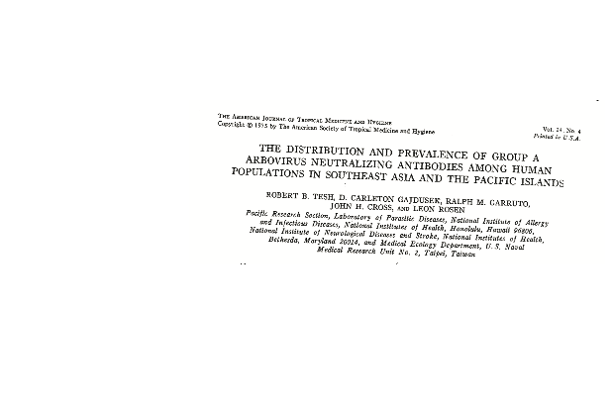 THE AMERICAN JOURNAL OF TROPICAL MEDICINE AND HYGIENE
Copyright © 1975 by The American Society of Tropical Medicine and Hygiene
Vol. 24, No. 4
Printed in U.S.A.
THE DISTRIBUTION AND PREVALENCE OF GROUP A
ARBOVIRUS NEUTRALIZING ANTIBODIES AMONG HUMAN
POPULATIONS IN SOUTHEAST ASIA AND THE PACIFIC ISLANDS
ROBERT B. TESH, D. CARLETON GAJDUSEK, RALPH M. GARRUTO,
JOHN H. CROSS, AND LEON ROSEN
Pacific Research Section, Laboratory of Parasitic Diseases, National Institute of Allergy
and Infectious Diseases, National Institutes of Health, Honolulu, Hawaii 96806,
National Institute of Neurological Diseases and Stroke, National Institutes of Health,
Bethesda, Maryland 20014, and Medical Ecology Department, U. S. Naval
Medical Research Unit No. 2, Taipei, Taiwan